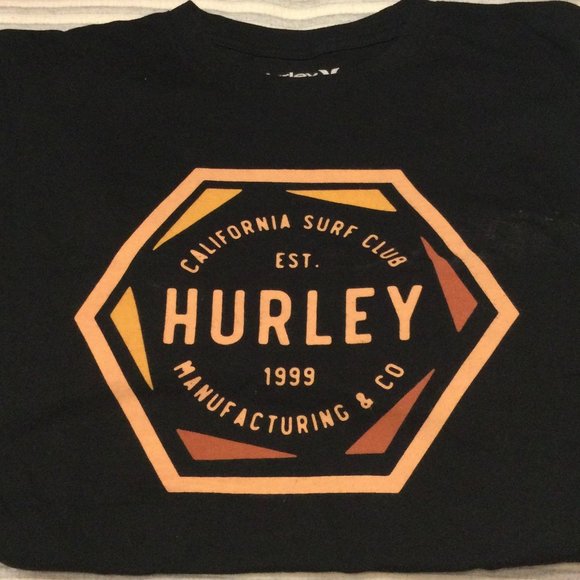 CALIFORNIA SURF CLUB
EST.
HURLEY
1999
MANUFACTURING & CO